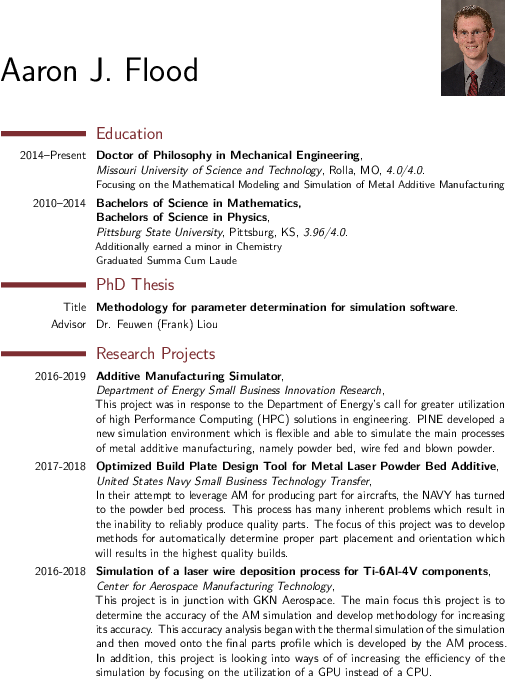 Aaron J. Flood
Education
2014–Present Doctor of Philosophy in Mechanical Engineering,
Missouri University of Science and Technology, Rolla, MO, 4.0/4.0.
Focusing on the Mathematical Modeling and Simulation of Metal Additive Manufacturing
2010–2014 Bachelors of Science in Mathematics,
Bachelors of Science in Physics,
Pittsburg State University, Pittsburg, KS, 3.96/4.0.
Additionally earned a minor in Chemistry
Graduated Summa Cum Laude
PhD Thesis
Title Methodology for parameter determination for simulation software.
Advisor Dr. Feuwen (Frank) Liou
Research Projects
2016-2019 Additive Manufacturing Simulator,
Department of Energy Small Business Innovation Research,
This project was in response to the Department of Energy's call for greater utilization
of high Performance Computing (HPC) solutions in engineering. PINE developed a
new simulation environment which is flexible and able to simulate the main processes
of metal additive manufacturing, namely powder bed, wire fed and blown powder.
2017-2018 Optimized Build Plate Design Tool for Metal Laser Powder Bed Additive,
United States Navy Small Business Technology Transfer,
In their attempt to leverage AM for producing part for aircrafts, the NAVY has turned
to the powder bed process. This process has many inherent problems which result in
the inability to reliably produce quality parts. The focus of this project was to develop
methods for automatically determine proper part placement and orientation which
will results in the highest quality builds.
2016-2018 Simulation of a laser wire deposition process for Ti-6Al-4V components,
Center for Aerospace Manufacturing Technology,
This project is in junction with GKN Aerospace. The main focus this project is to
determine the accuracy of the AM simulation and develop methodology for increasing
its accuracy. This accuracy analysis began with the thermal simulation of the simulation
and then moved onto the final parts profile which is developed by the AM process.
In addition, this project is looking into ways of of increasing the efficiency of the
simulation by focusing on the utilization of a GPU instead of a CPU.